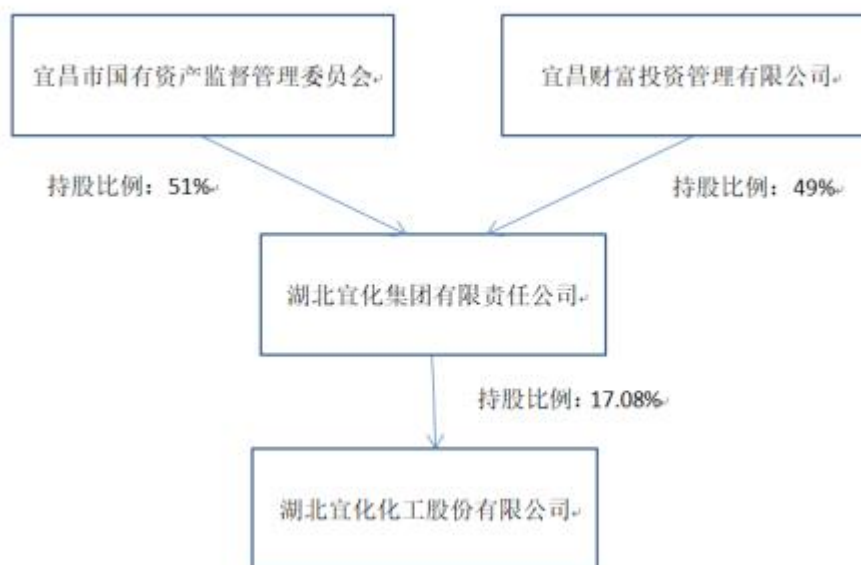 宜昌市国有资产监督管理委员会
宜昌财富投资管理有限公司
持股比例：51%
持股比例：49%
湖北宜化集团有限责任公司
持股比例：17.08%
湖北宜化化工股份有限公司